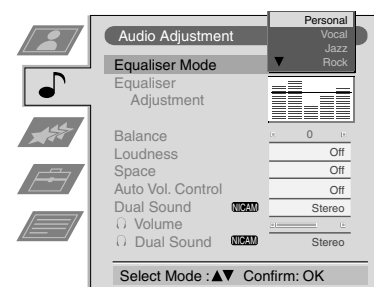 Personal
Audio Adjustment
Vocal
Jazz
Equaliser Mode
▼ Rock
Equaliser
Adjustment
Balance 0
Loudness Off
Space Off
Auto Vol. Control Off
Dual Sound NICAM Stereo
Volume
Dual Sound NICAM Stereo
Select Mode :▲▼ Confirm: OK